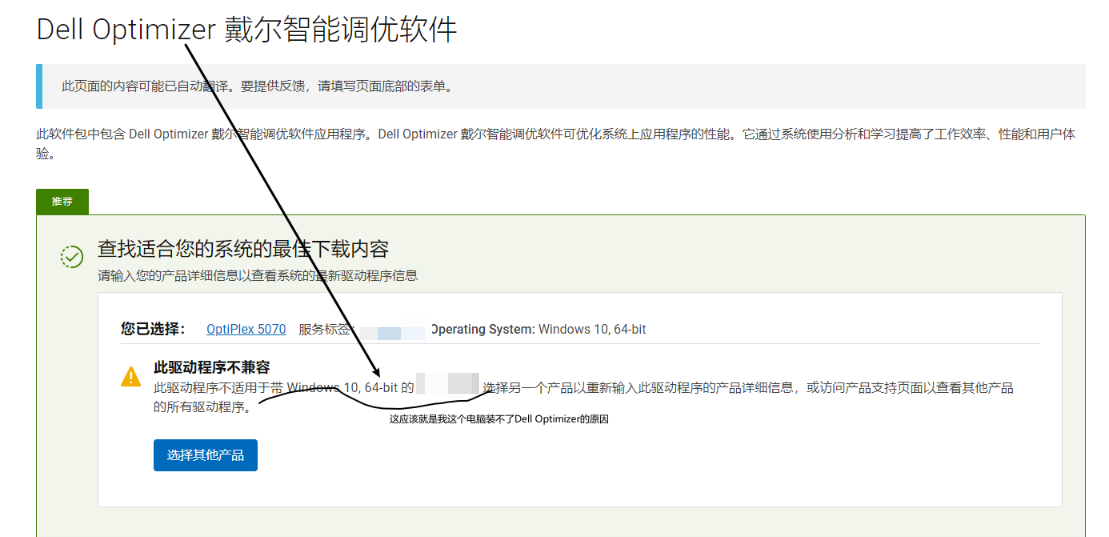 Dell Optimizer 戴尔智能调优软件
此页面的内容可能已自动翻译。要提供反馈，请填写页面底部的表单。
此软件包中包含 Dell Optimizer 戴尔智能调优软件应用程序。Dell Optimizer 戴尔智能调优软件可优化系统上应用程序的性能。它通过系统使用分析和学习提高了工作效率、性能和用户体
验。
推荐
查找适合您的系统的最佳下载内容
请输入您的产品详细信息以查看系统的最新驱动程序信息
您已选择： OptiPlex 5070 服务标签: Operating System: Windows 10, 64-bit
此驱动程序不兼容
此驱动程序不适用于带 Windows 10, 64-bit 的 选择另一个产品以重新输入此驱动程序的产品详细信息，或访问产品支持页面以查看其他产品
的所有驱动程序。
这应该就是我这个电脑装不了Dell Optimizer的原因
选择其他产品